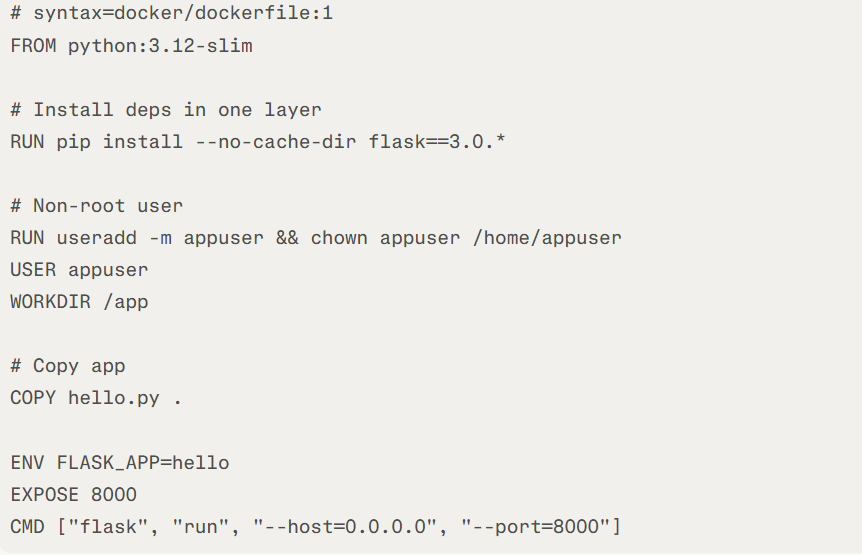 # syntax=docker/dockerfile:1
FROM python:3.12-slim
# Install deps in one layer
RUN pip install --no-cache-dir flask==3.0.*
# Non-root user
RUN useradd -m appuser && chown appuser /home/appuser
USER appuser
WORKDIR /app
# Copy app
COPY hello.py .
ENV FLASK_APP=hello
EXPOSE 8000
CMD ["flask", "run", "--host=0.0.0.0", "--port=8000"]